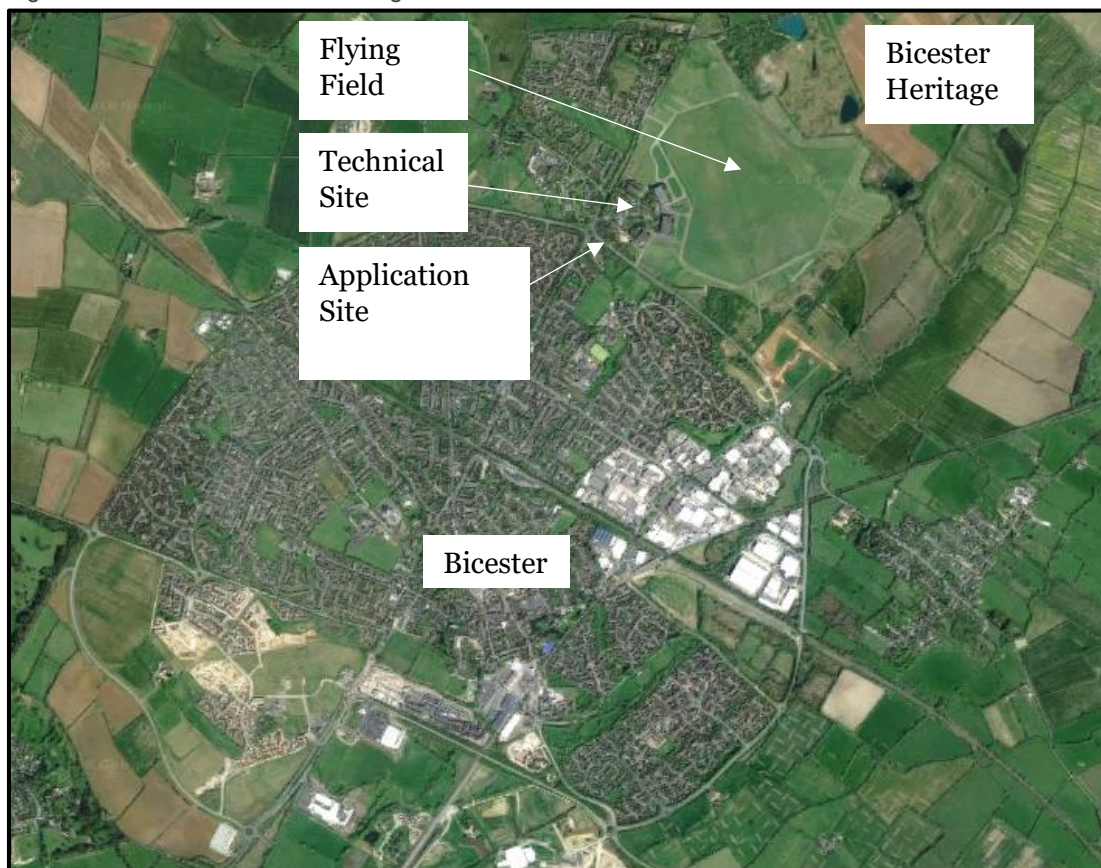 Flying
Field
Bicester
Heritage
Technical
Site
Application
Site
Bicester